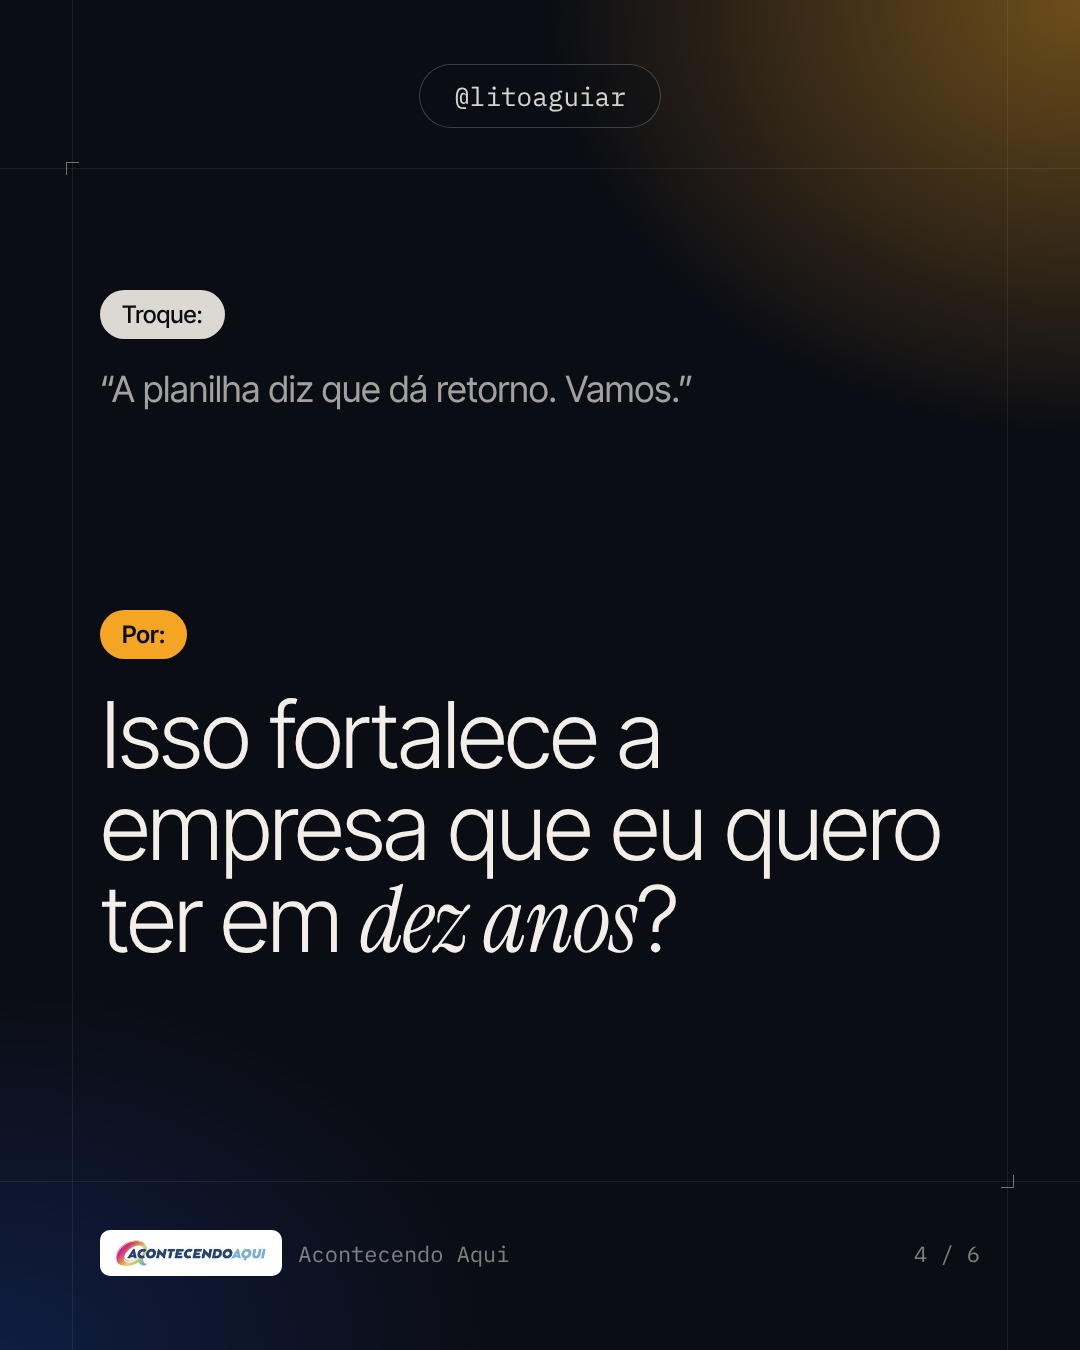 @litoaguiar
Troque:
“A planilha diz que dá retorno. Vamos.”
Por:
Isso fortalece a
empresa que eu quero
ter em dez anos?
ACONTECENDOAQUI
Acontecendo Aqui
4 / 6